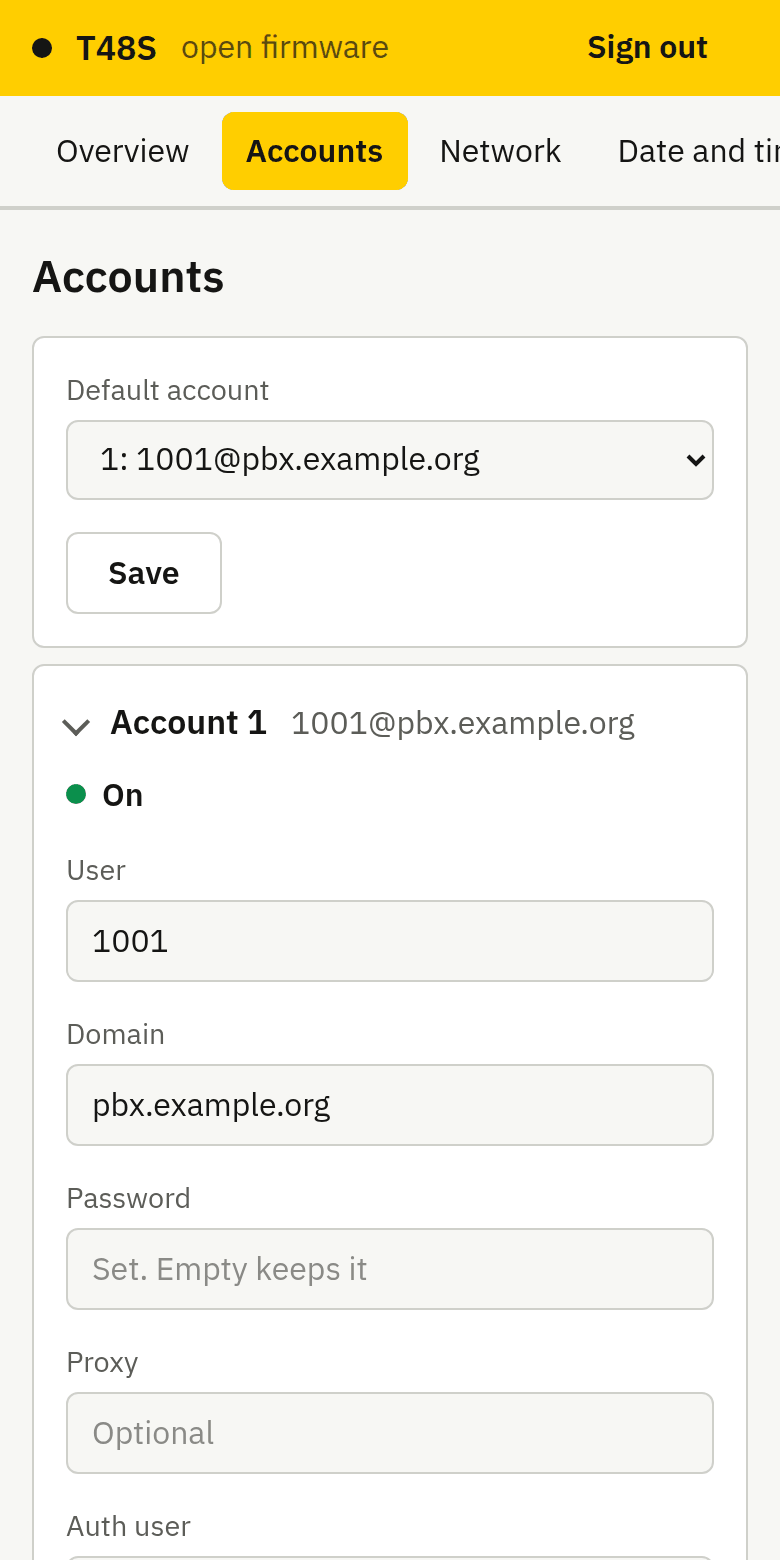 T48S open firmware Sign out
Overview Accounts Network Date and
Accounts
Default account
1: 1001@pbx.example.org
Save
Account 1 1001@pbx.example.org
On
User
1001
Domain
pbx.example.org
Password
Set. Empty keeps it
Proxy
Optional
Auth user